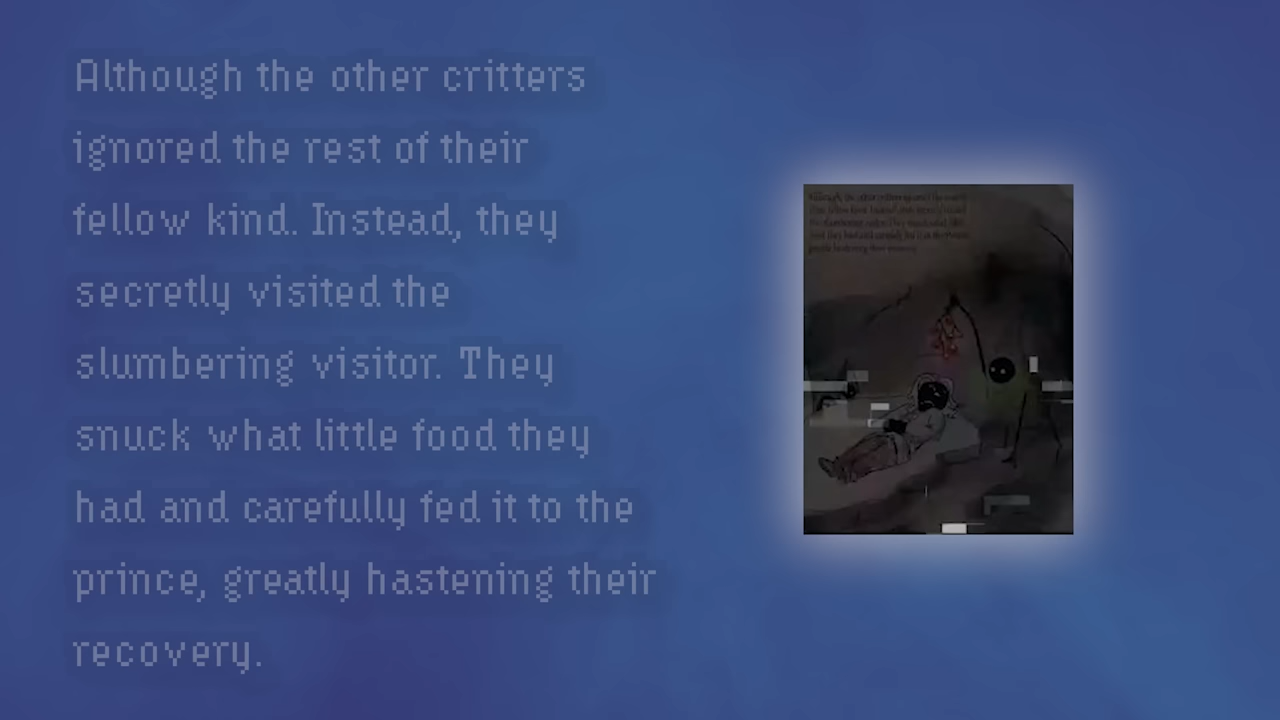 Although the other critters
ignored the rest of their
fellow kind. Instead, they
secretly visited the
slumbering visitor. They
snuck what little food they
had and carefully fed it to the
prince, greatly hastening their
recovery.